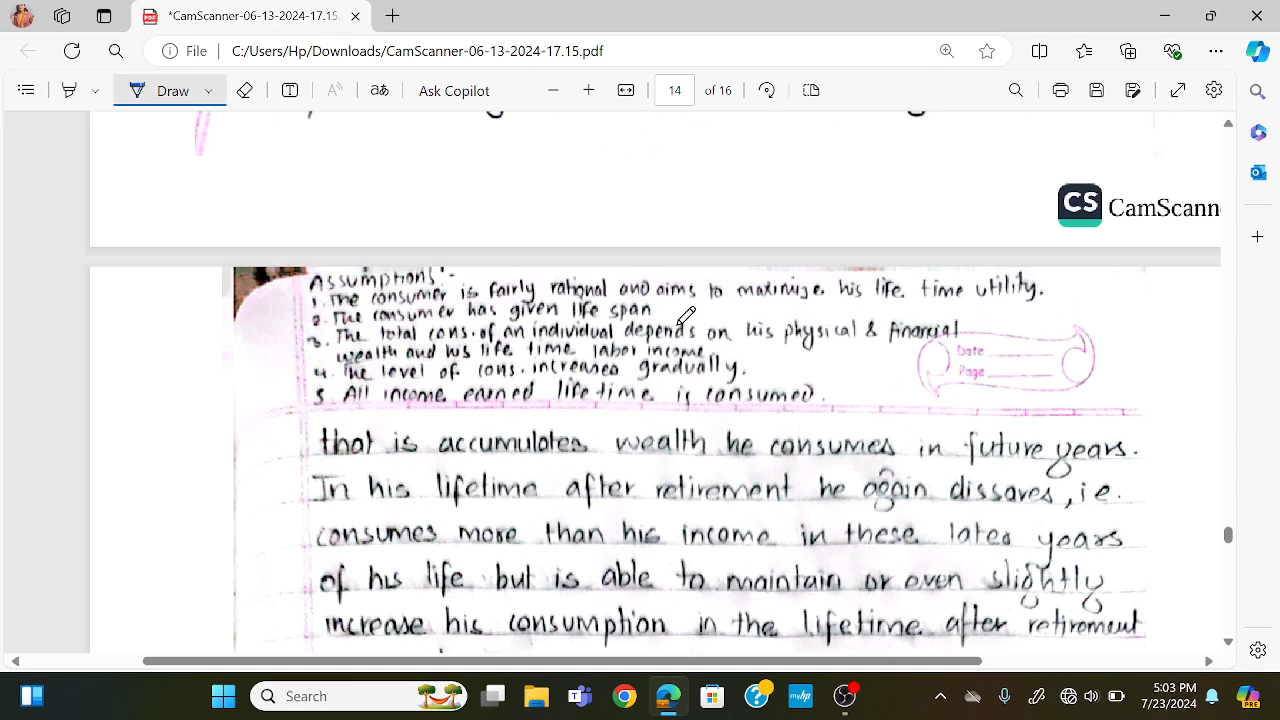 *CamScanner-06-13-2024-17.15.
File C:/Users/Hp/Downloads/CamScanner-06-13-2024-17.15.pdf
Draw Ask Copilot 14 of 16
CS CamScanne
Assumptions:-
1. The consumer is fairly rational and aims to maximize his life time utility.
2. The consumer has given life span
3. The total cons. of an individual depends on his physical & financial
wealth and his life time labor income
4. The level of cons. increases gradually.
5. All income earned life time is consumed.
Date
Page
that is accumulates wealth he consumes in future years.
In his lifetime after retirement he again dissaves, i.e.
consumes more than his income in these later years
of his life but is able to maintain or even slightly
increase his consumption in the lifetime after retirement
Search
5:03 PM
7/23/2024